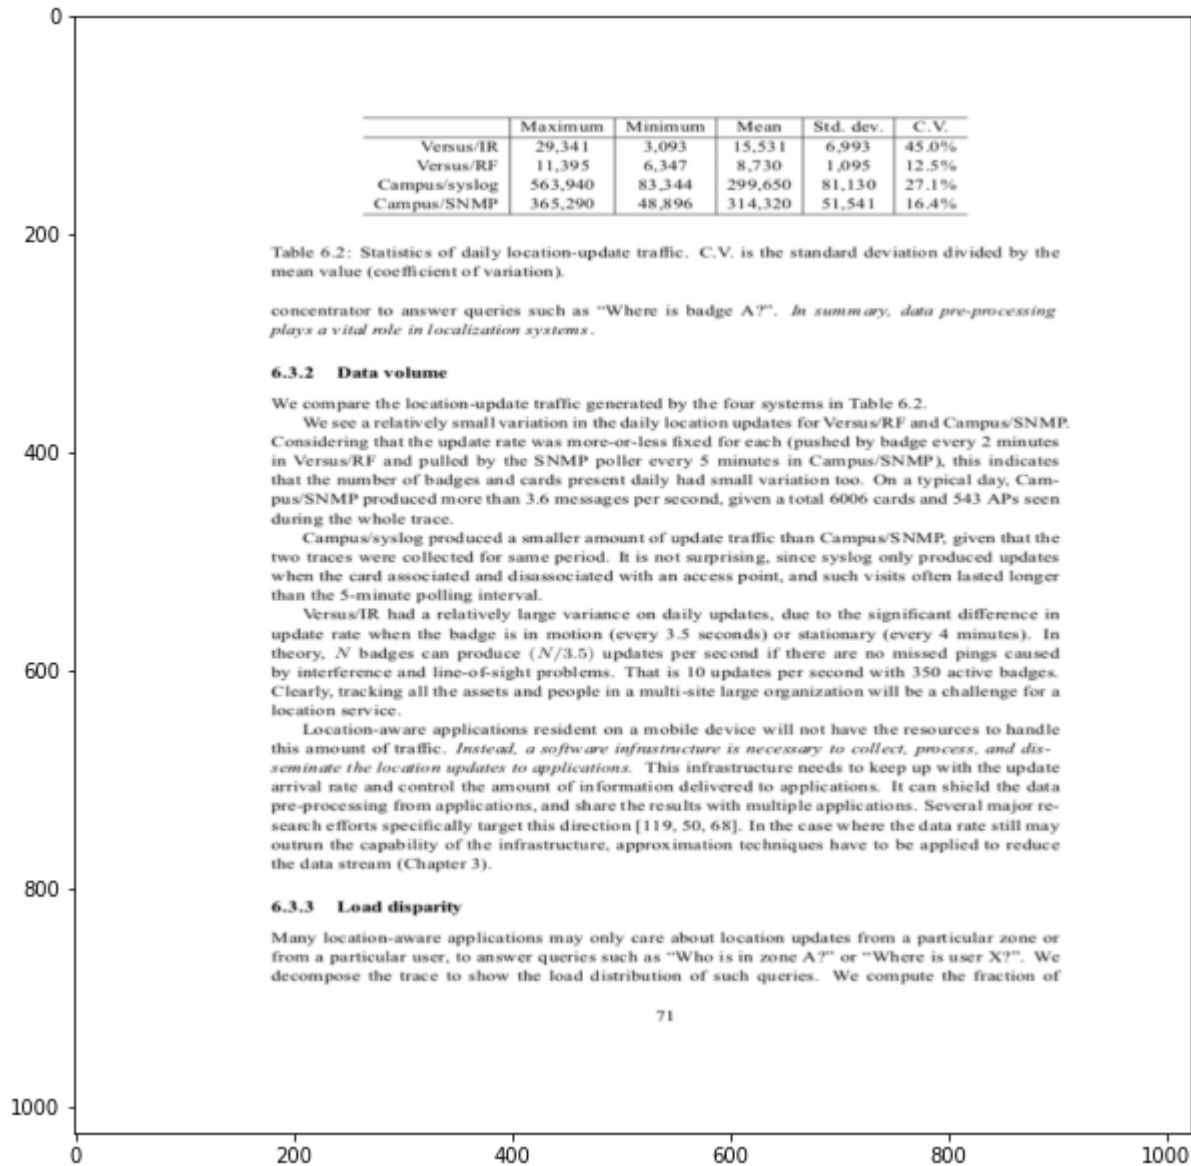 0
200
400
600
800
1000
0 200 400 600 800 1000
Maximum Minimum Mean Std. dev. C.V.
Versus/IR 29,341 3,093 15,531 6,993 45.0%
Versus/RF 11,395 6,347 8,730 1,095 12.5%
Campus/syslog 563,940 83,344 299,650 81,130 27.1%
Campus/SNMP 365,290 48,896 314,320 51,541 16.4%
Table 6.2: Statistics of daily location-update traffic. C.V. is the standard deviation divided by the
mean value (coefficient of variation).
concentrator to answer queries such as “Where is badge A?”. In summary, data pre-processing
plays a vital role in localization systems.
6.3.2 Data volume
We compare the location-update traffic generated by the four systems in Table 6.2.
We see a relatively small variation in the daily location updates for Versus/RF and Campus/SNMP.
Considering that the update rate was more-or-less fixed for each (pushed by badge every 2 minutes
in Versus/RF and pulled by the SNMP poller every 5 minutes in Campus/SNMP), this indicates
that the number of badges and cards present daily had small variation too. On a typical day, Cam-
pus/SNMP produced more than 3.6 messages per second, given a total 6006 cards and 543 APs seen
during the whole trace.
Campus/syslog produced a smaller amount of update traffic than Campus/SNMP, given that the
two traces were collected for same period. It is not surprising, since syslog only produced updates
when the card associated and disassociated with an access point, and such visits often lasted longer
than the 5-minute polling interval.
Versus/IR had a relatively large variance on daily updates, due to the significant difference in
update rate when the badge is in motion (every 3.5 seconds) or stationary (every 4 minutes). In
theory, N badges can produce (N/3.5) updates per second if there are no missed pings caused
by interference and line-of-sight problems. That is 10 updates per second with 350 active badges.
Clearly, tracking all the assets and people in a multi-site large organization will be a challenge for a
location service.
Location-aware applications resident on a mobile device will not have the resources to handle
this amount of traffic. Instead, a software infrastructure is necessary to collect, process, and dis-
seminate the location updates to applications. This infrastructure needs to keep up with the update
arrival rate and control the amount of information delivered to applications. It can shield the data
pre-processing from applications, and share the results with multiple applications. Several major re-
search efforts specifically target this direction [119, 50, 68]. In the case where the data rate still may
outrun the capability of the infrastructure, approximation techniques have to be applied to reduce
the data stream (Chapter 3).
6.3.3 Load disparity
Many location-aware applications may only care about location updates from a particular zone or
from a particular user, to answer queries such as “Who is in zone A?” or “Where is user X?”. We
decompose the trace to show the load distribution of such queries. We compute the fraction of
71